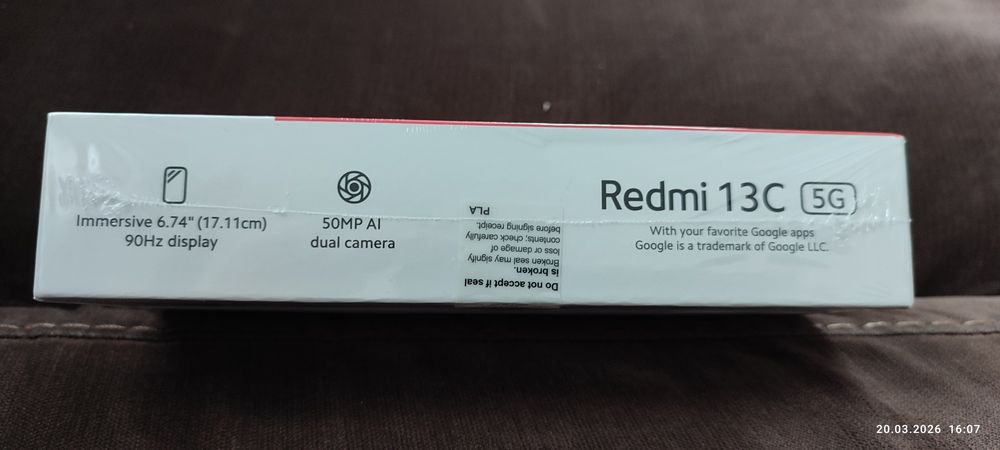 Immersive 6.74" (17.11cm)
90Hz display
50MP AI
dual camera
Do not accept if seal
is broken.
Broken seal may signify
loss or damage of
contents; check carefully
before signing receipt.
PLA
Redmi 13C 5G
With your favorite Google apps
Google is a trademark of Google LLC.
20.03.2026 16:07